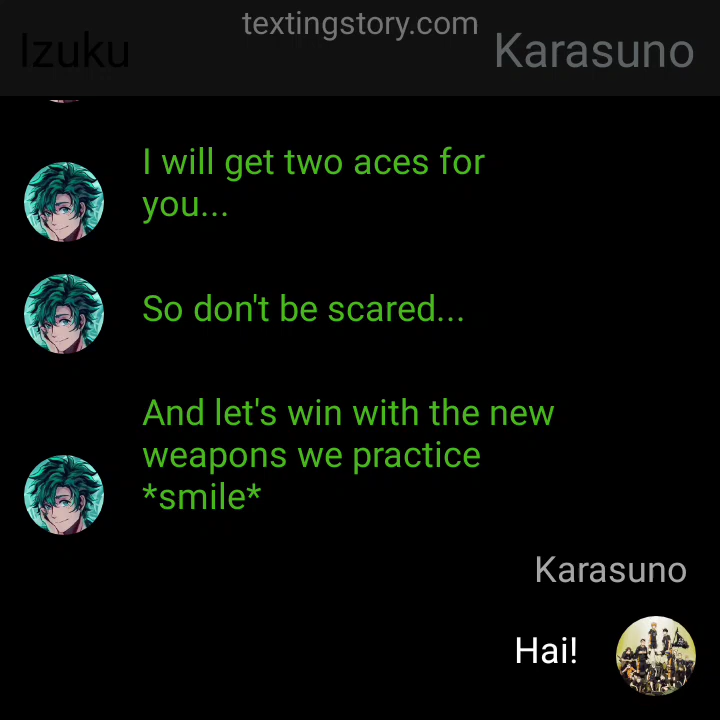 textingstory.com
Izuku
Karasuno
I will get two aces for
you...
So don't be scared...
And let's win with the new
weapons we practice
*smile*
Karasuno
Hai!